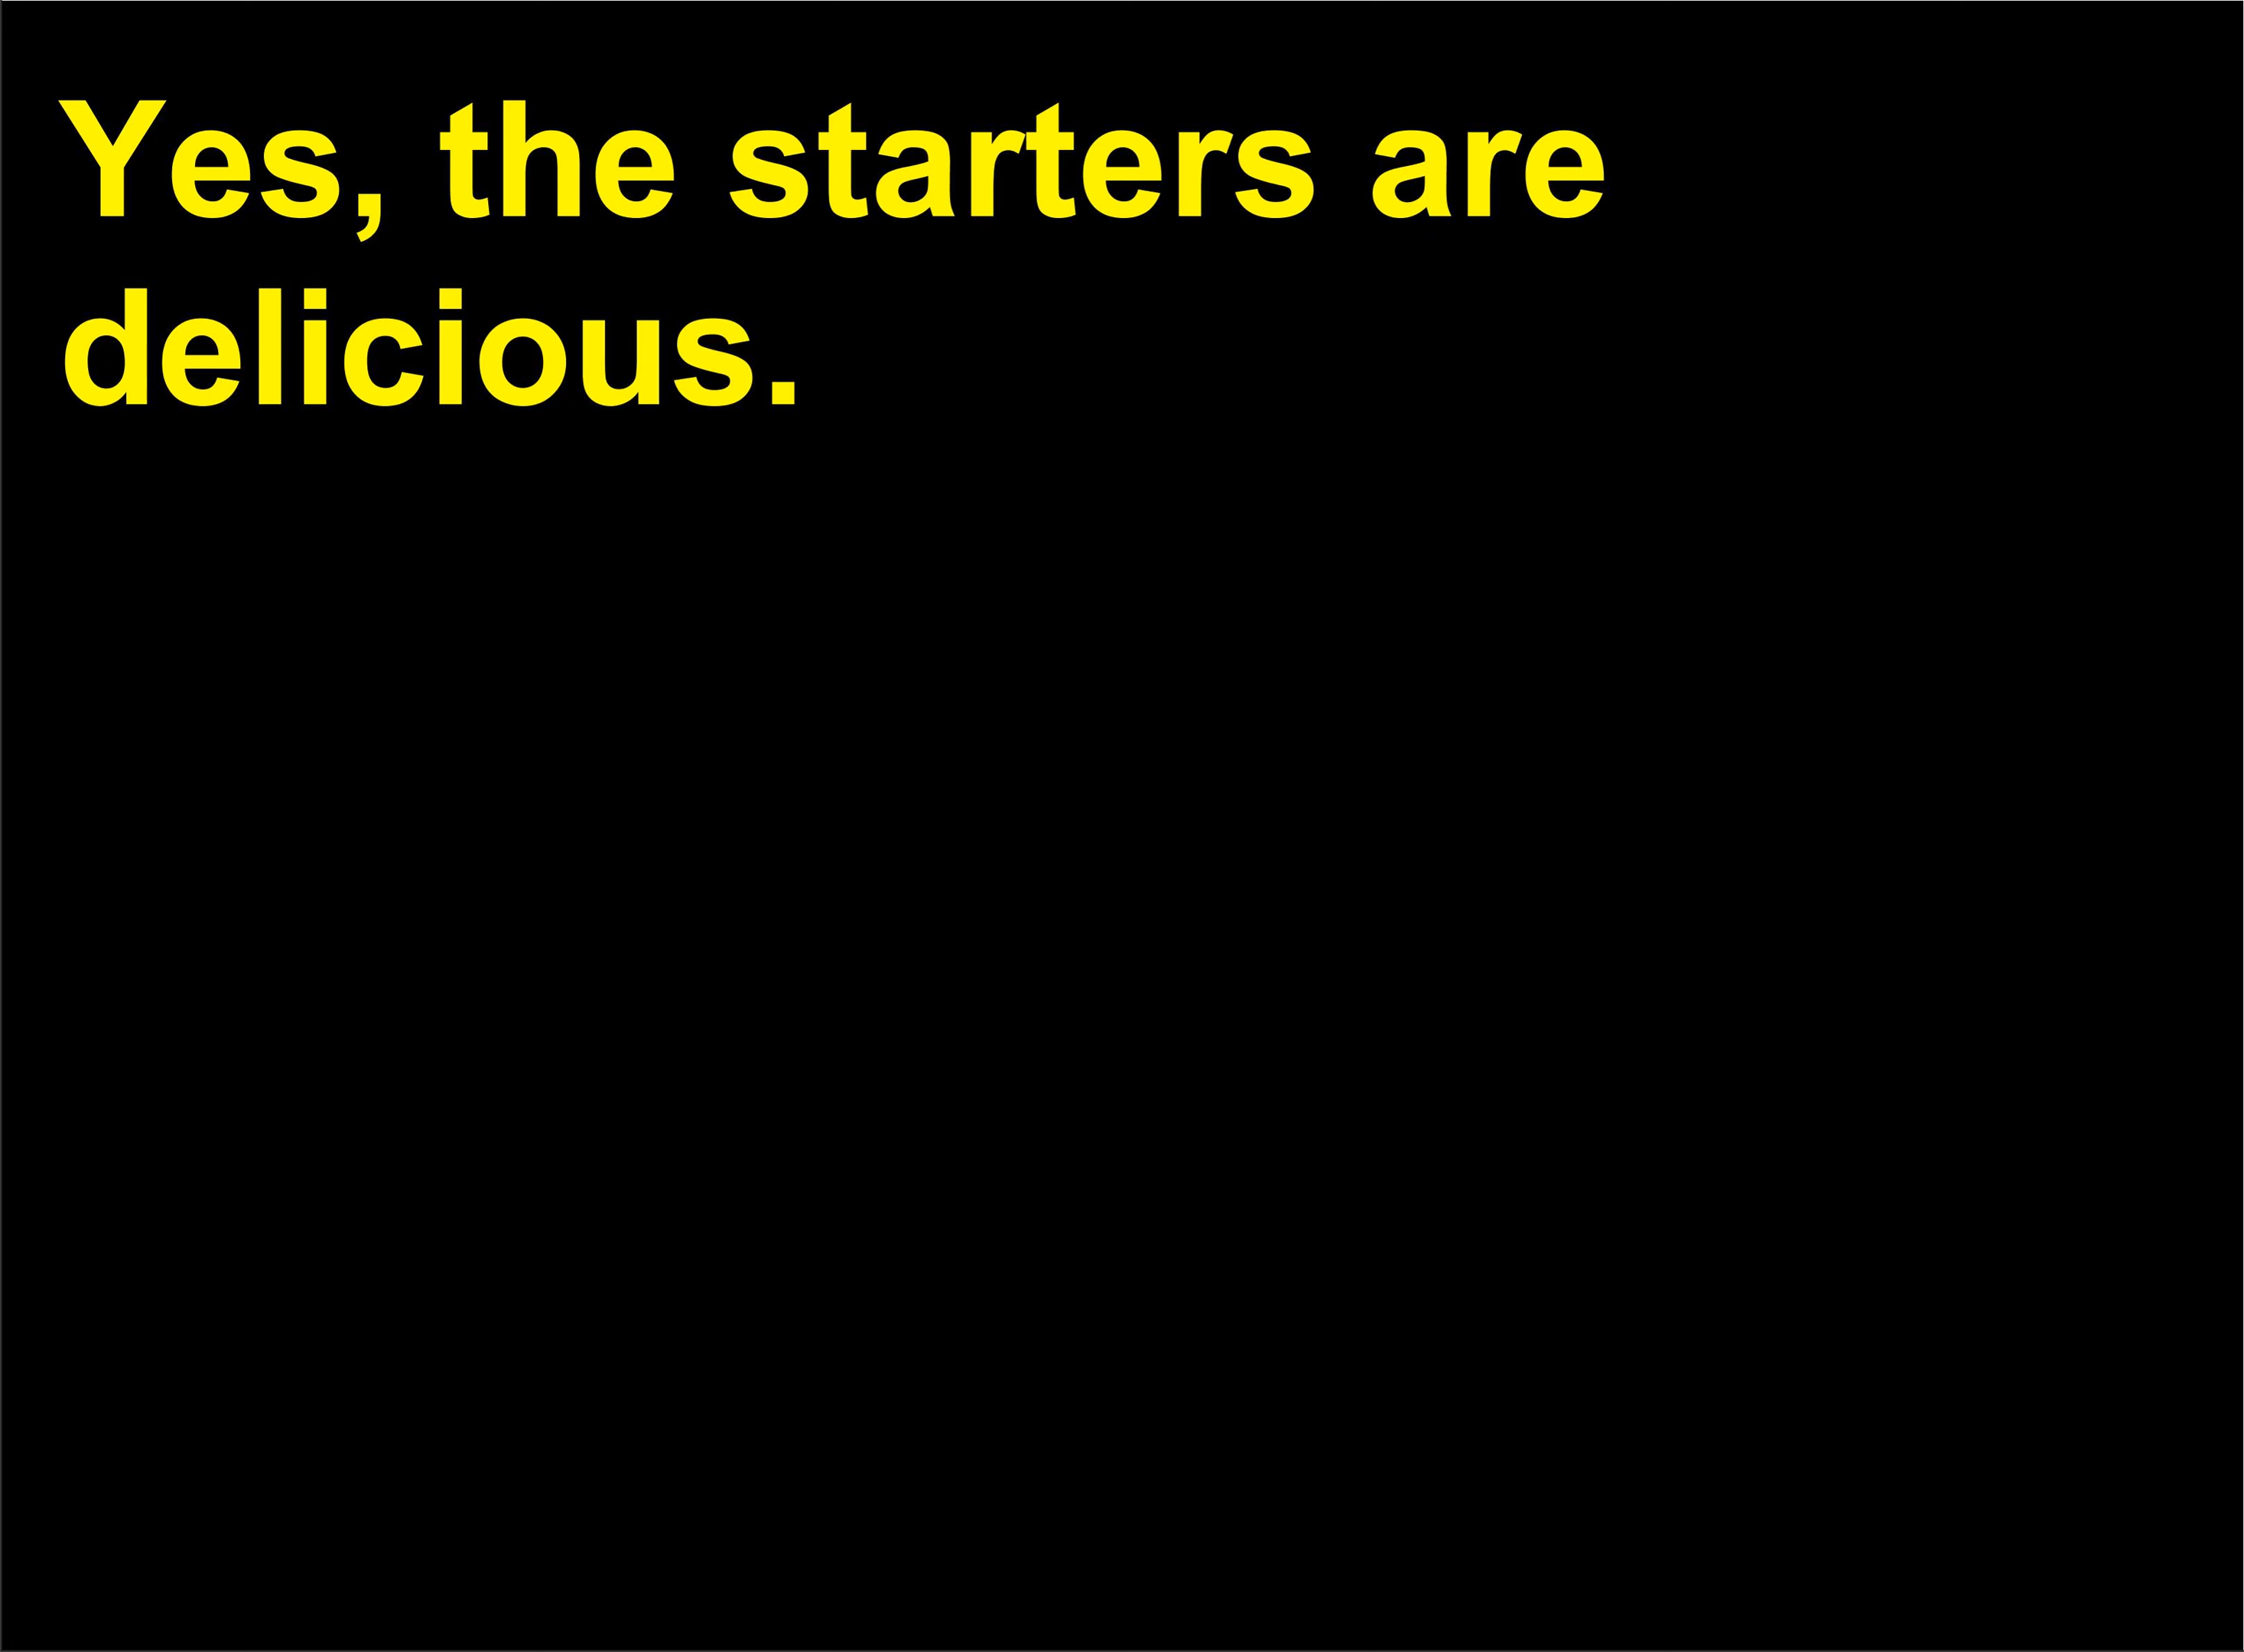 Yes, the starters are
delicious.